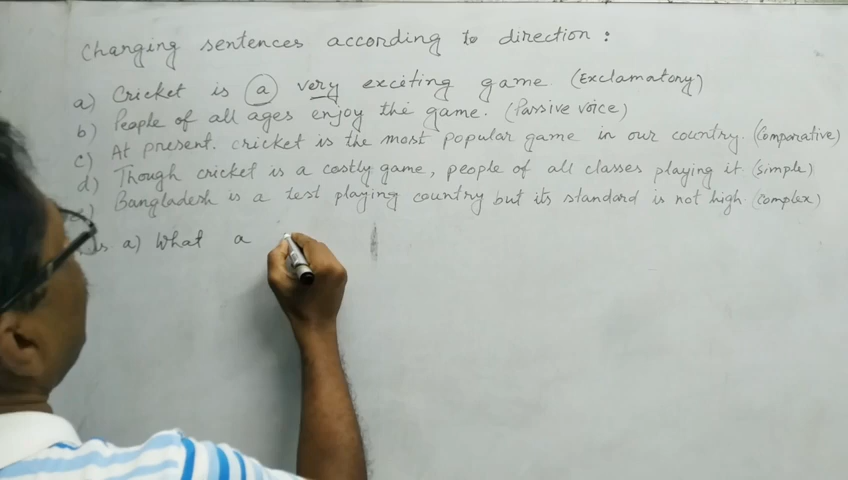 Changing sentences according to direction :
a) Cricket is a very exciting game. (Exclamatory)
b) People of all ages enjoy the game. (Passive voice)
c) At present. cricket is the most popular game in our country. (Comparative)
d) Though cricket is a costly game, people of all classes playing it. (simple)
Bangladesh is a test playing country but its standard is not high. (complex)
a) What a